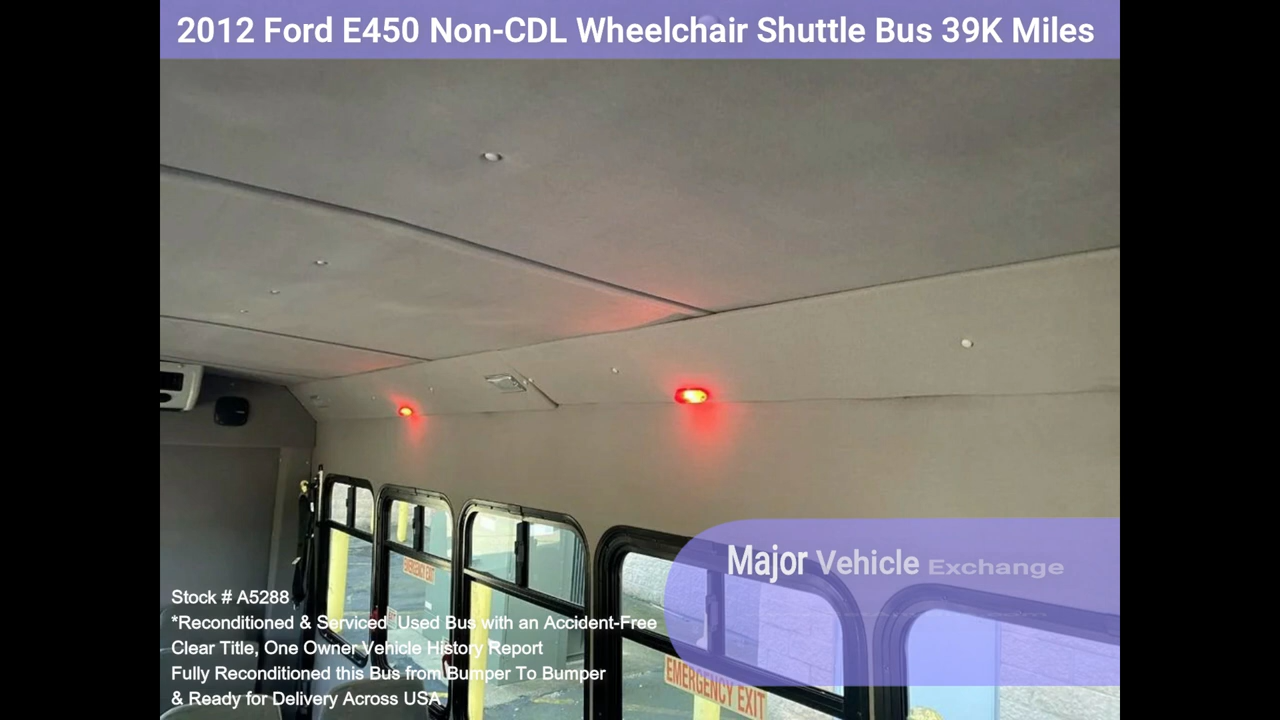 2012 Ford E450 Non-CDL Wheelchair Shuttle Bus 39K Miles
Major Vehicle Exchange
Stock # A5288
*Reconditioned & Serviced Used Bus with an Accident-Free
Clear Title, One Owner Vehicle History Report
Fully Reconditioned this Bus from Bumper To Bumper
& Ready for Delivery Across USA
EMERGENCY EXIT
EMERGENCY EXIT